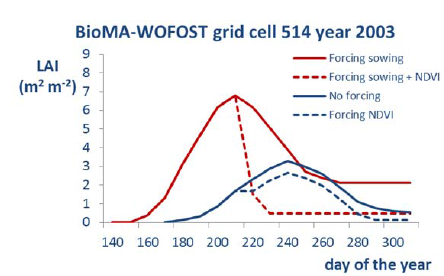 BioMA-WOFOST grid cell 514 year 2003
LAI
(m² m-²)
9
8
7
6
5
4
3
2
1
0
Forcing sowing
Forcing sowing + NDVI
No forcing
Forcing NDVI
140 160 180 200 220 240 260 280 300
day of the year